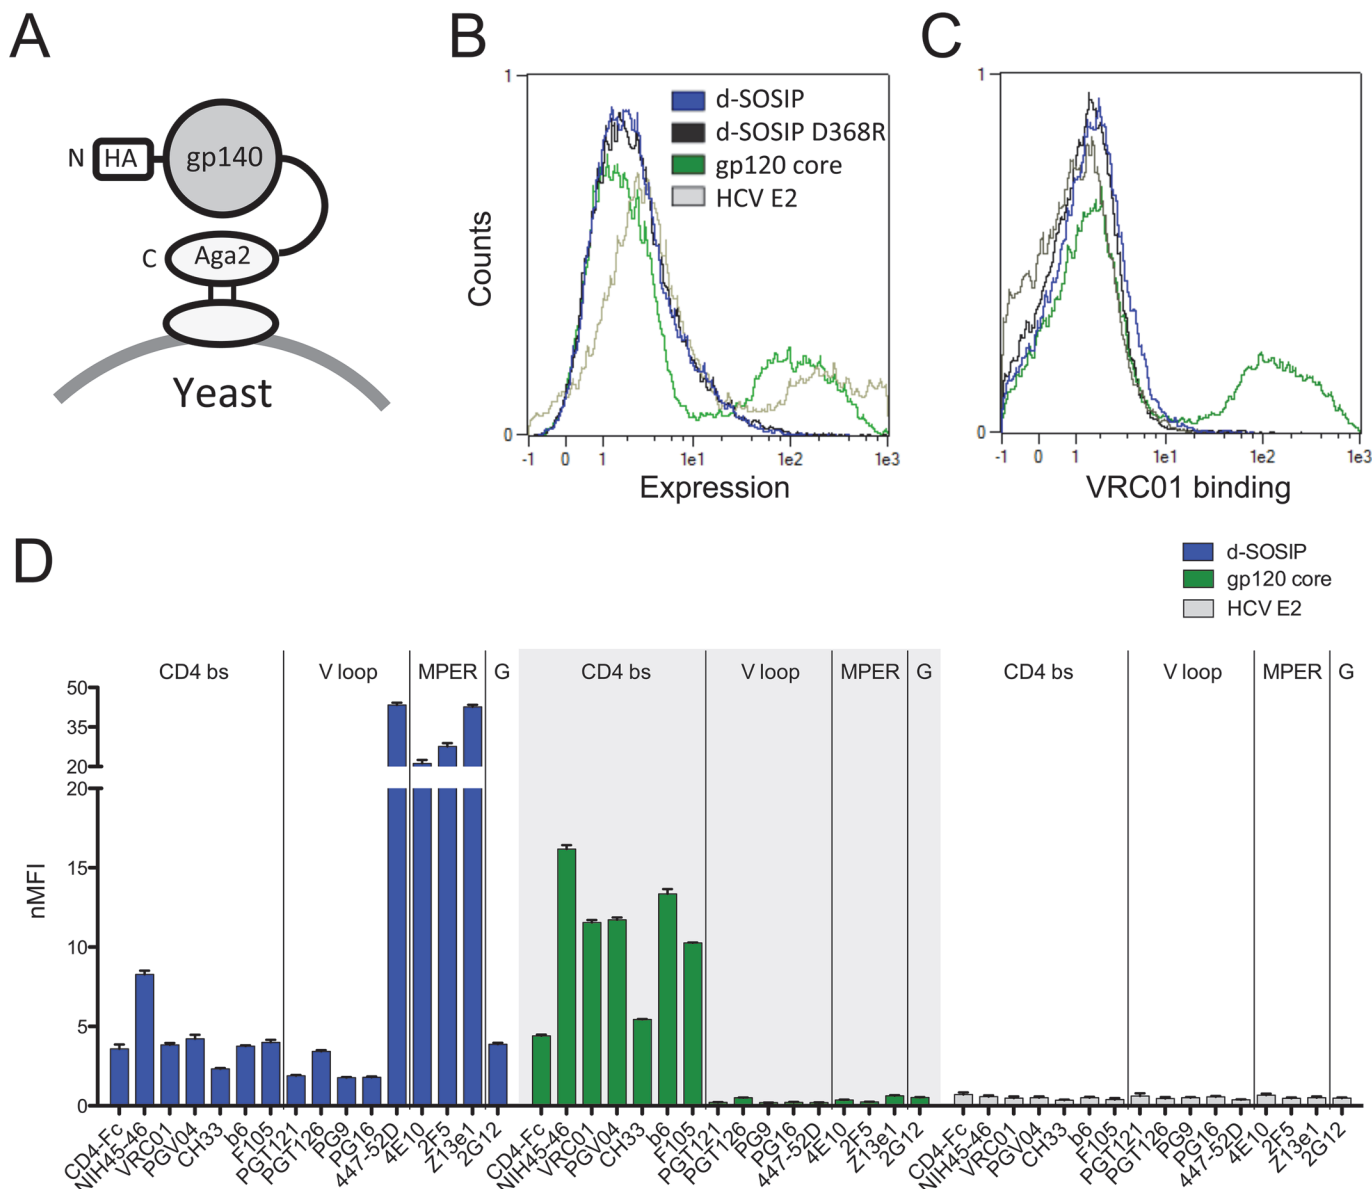 A
N HA gp140
C Aga2
Yeast
B
1
d-SOSIP
d-SOSIP D368R
gp120 core
HCV E2
Counts
0
-1 0 1 1e1 1e2 1e3
Expression
C
1
0
-1 0 1 1e1 1e2 1e3
VRC01 binding
D
d-SOSIP
gp120 core
HCV E2
CD4 bs V loop MPER G CD4 bs V loop MPER G CD4 bs V loop MPER G
50
35
20
20
15
10
5
0
nMFI
CD4-Fc NIH45-46 VRC01 PGV04 CH33 b6 F105 PGT121 PGT126 PG9 PG16 447-52D 4E10 2F5 Z13e1 2G12 CD4-Fc NIH45-46 VRC01 PGV04 CH33 b6 F105 PGT121 PGT126 PG9 PG16 447-52D 4E10 2F5 Z13e1 2G12 CD4-Fc NIH45-46 VRC01 PGV04 CH33 b6 F105 PGT121 PGT126 PG9 PG16 447-52D 4E10 2F5 Z13e1 2G12